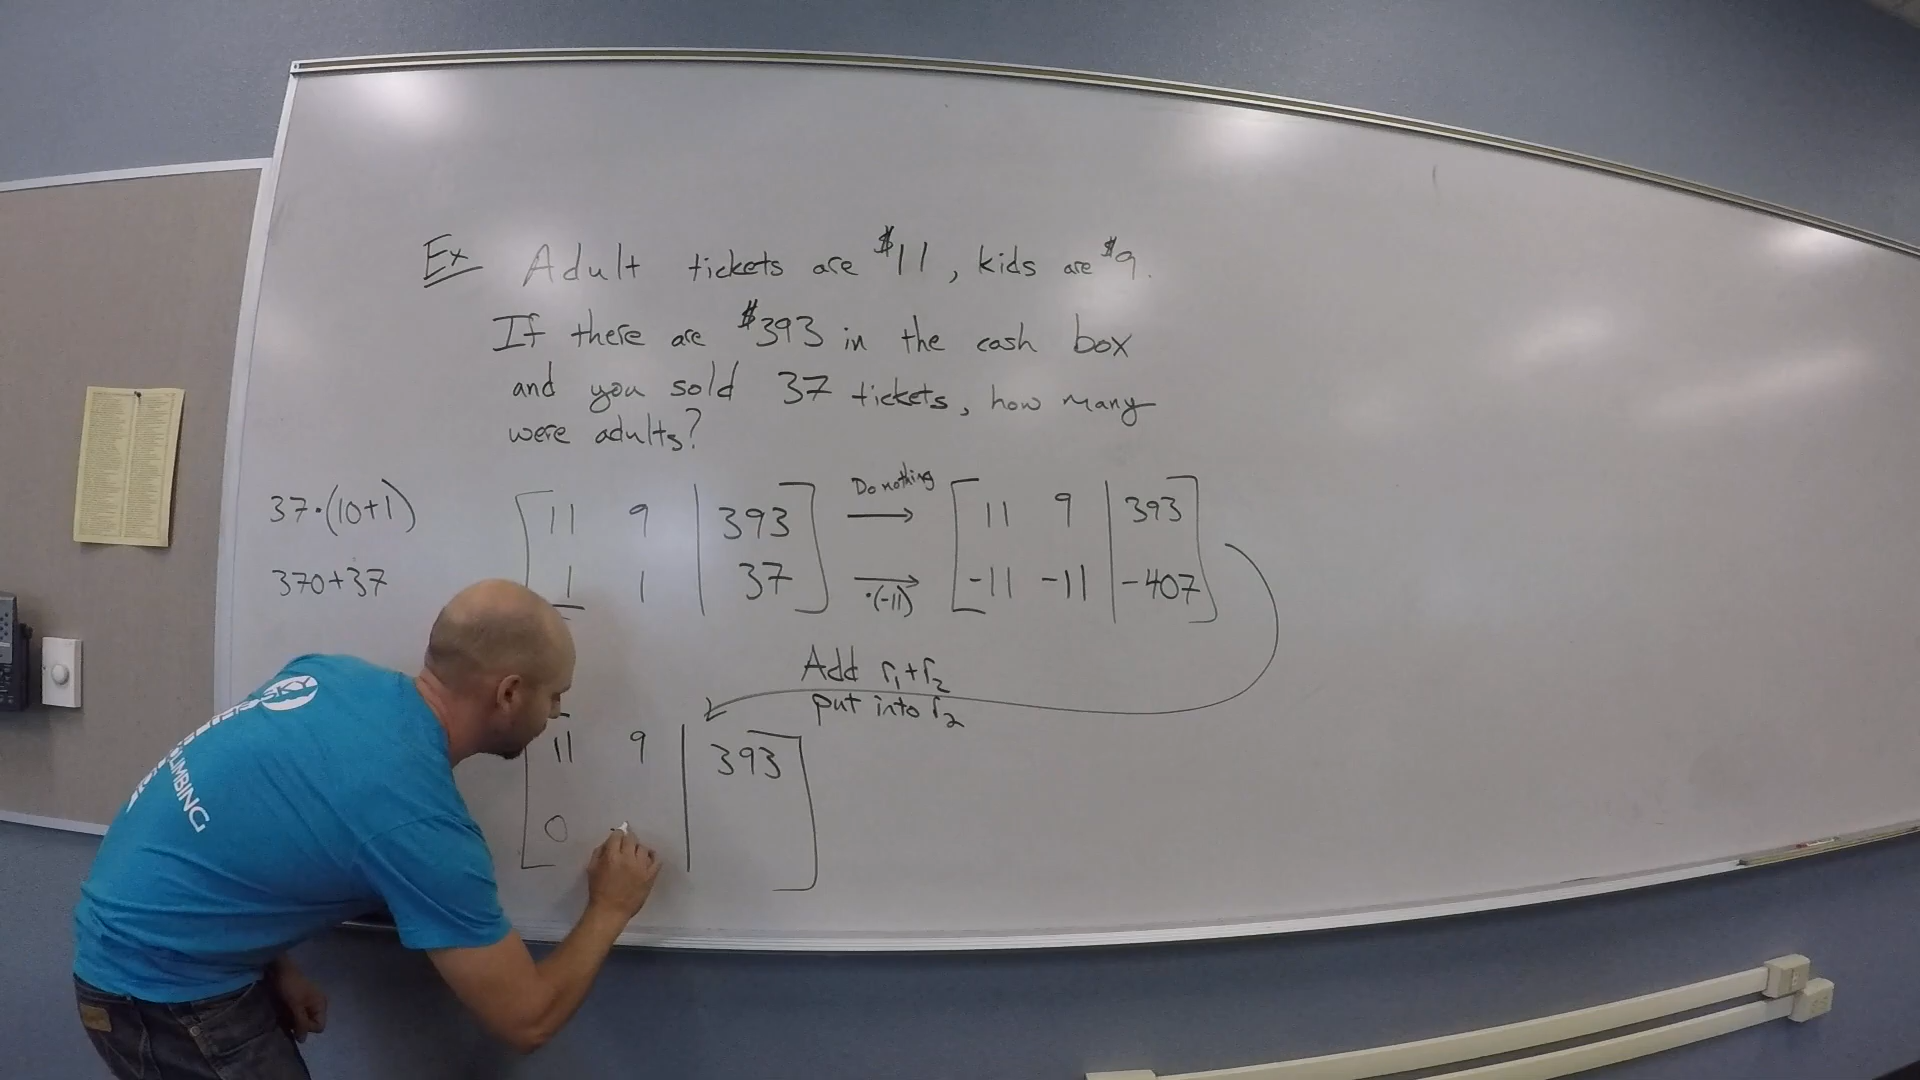 Ex Adult tickets are $11, kids are $9.
If there are $393 in the cash box
and you sold 37 tickets, how many
were adults?
37·(10+1)
370+37
11 9 393
1 1 37
Do nothing
·(-11)
11 9 393
-11 -11 -407
Add r1+r2
put into r2
11 9 393
0 -
SKY
CLIMBING